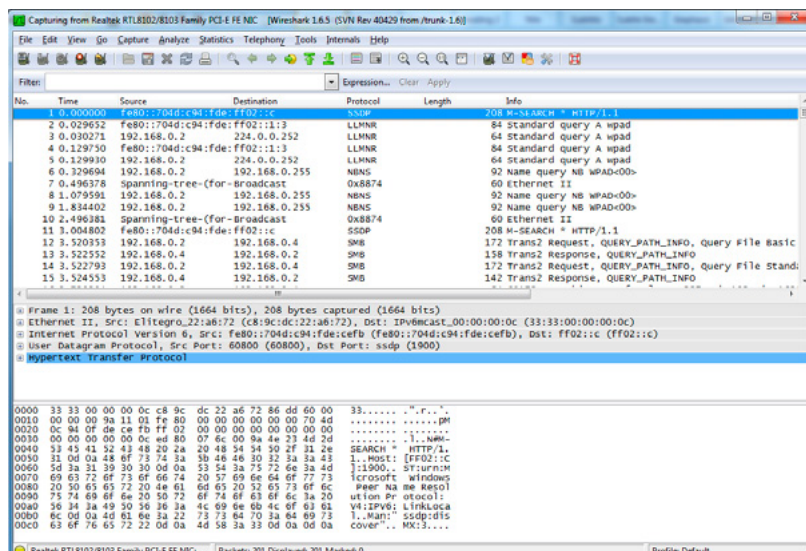 Capturing from Realtek RTL8102/8103 Family PCI-E FE NIC [Wireshark 1.6.5 (SVN Rev 40429 from /trunk-1.6)]
File Edit View Go Capture Analyze Statistics Telephony Tools Internals Help
Filter: Expression... Clear Apply
No. Time Source Destination Protocol Length Info
1 0.000000 fe80::704d:c94:fde:ff02::c SSDP 208 M-SEARCH * HTTP/1.1
2 0.029652 fe80::704d:c94:fde:ff02::1:3 LLMNR 84 Standard query A wpad
3 0.030271 192.168.0.2 224.0.0.252 LLMNR 64 Standard query A wpad
4 0.129750 fe80::704d:c94:fde:ff02::1:3 LLMNR 84 Standard query A wpad
5 0.129930 192.168.0.2 224.0.0.252 LLMNR 64 Standard query A wpad
6 0.329694 192.168.0.2 192.168.0.255 NBNS 92 Name query NB WPAD<00>
7 0.496378 Spanning-tree-(for-Broadcast 0x8874 60 Ethernet II
8 1.079591 192.168.0.2 192.168.0.255 NBNS 92 Name query NB WPAD<00>
9 1.834402 192.168.0.2 192.168.0.255 NBNS 92 Name query NB WPAD<00>
10 2.496381 Spanning-tree-(for-Broadcast 0x8874 60 Ethernet II
11 3.004802 fe80::704d:c94:fde:ff02::c SSDP 208 M-SEARCH * HTTP/1.1
12 3.520353 192.168.0.2 192.168.0.4 SMB 172 Trans2 Request, QUERY_PATH_INFO, Query File Basic
13 3.522552 192.168.0.4 192.168.0.2 SMB 158 Trans2 Response, QUERY_PATH_INFO
14 3.522793 192.168.0.2 192.168.0.4 SMB 172 Trans2 Request, QUERY_PATH_INFO, Query File Standa
15 3.524553 192.168.0.4 192.168.0.2 SMB 142 Trans2 Response, QUERY_PATH_INFO
Frame 1: 208 bytes on wire (1664 bits), 208 bytes captured (1664 bits)
Ethernet II, Src: Elitegro_22:a6:72 (c8:9c:dc:22:a6:72), Dst: IPv6mcast_00:00:00:0c (33:33:00:00:00:0c)
Internet Protocol Version 6, Src: fe80::704d:c94:fde:cefb (fe80::704d:c94:fde:cefb), Dst: ff02::c (ff02::c)
User Datagram Protocol, Src Port: 60800 (60800), Dst Port: ssdp (1900)
Hypertext Transfer Protocol
0000 33 33 00 00 00 0c c8 9c dc 22 a6 72 86 dd 60 00 33...... .".r..`.
0010 00 00 00 9a 11 01 fe 80 00 00 00 00 00 00 70 4d ........ ......pM
0020 0c 94 0f de ce fb ff 02 00 00 00 00 00 00 00 00 ........ ........
0030 00 00 00 00 00 0c ed 80 07 6c 00 9a 4e 23 4d 2d ........ .l..N#M-
0040 53 45 41 52 43 48 20 2a 20 48 54 54 50 2f 31 2e SEARCH * HTTP/1.
0050 31 0d 0a 48 6f 73 74 3a 5b 46 46 30 32 3a 3a 43 1..Host: [FF02::C
0060 5d 3a 31 39 30 30 0d 0a 53 54 3a 75 72 6e 3a 4d ]:1900.. ST:urn:M
0070 69 63 72 6f 73 6f 66 74 20 57 69 6e 64 6f 77 73 icrosoft Windows
0080 20 50 65 65 72 20 4e 61 6d 65 20 52 65 73 6f 6c Peer Na me Resol
0090 75 74 69 6f 6e 20 50 72 6f 74 6f 63 6f 6c 3a 20 ution Pr otocol:
00a0 56 34 3a 49 50 56 36 3a 4c 69 6e 6b 4c 6f 63 61 V4:IPV6: LinkLoca
00b0 6c 0d 0a 4d 61 6e 3a 22 73 73 64 70 3a 64 69 73 l..Man:" ssdp:dis
00c0 63 6f 76 65 72 22 0d 0a 4d 58 3a 33 0d 0a 0d 0a cover".. MX:3....
Realtek RTL8102/8103 Family PCI-E FE NIC: Packets: 201 Displayed: 201 Marked: 0 Profile: Default